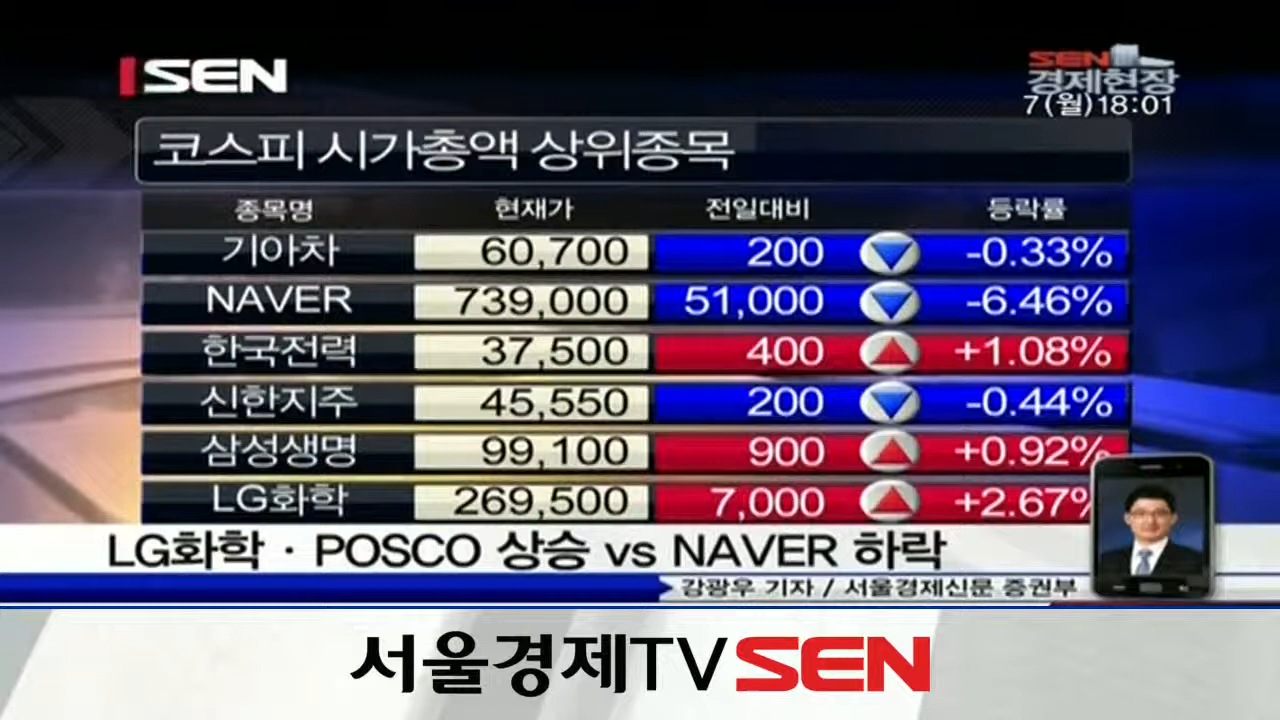 SEN
SEN
경제현장
7(월)18:01
코스피 시가총액 상위종목
종목명 현재가 전일대비 등락률
기아차 60,700 200 ▼ -0.33%
NAVER 739,000 51,000 ▼ -6.46%
한국전력 37,500 400 ▲ +1.08%
신한지주 45,550 200 ▼ -0.44%
삼성생명 99,100 900 ▲ +0.92%
LG화학 269,500 7,000 ▲ +2.67%
LG화학 · POSCO 상승 vs NAVER 하락
강광우 기자 / 서울경제신문 증권부
서울경제TV SEN